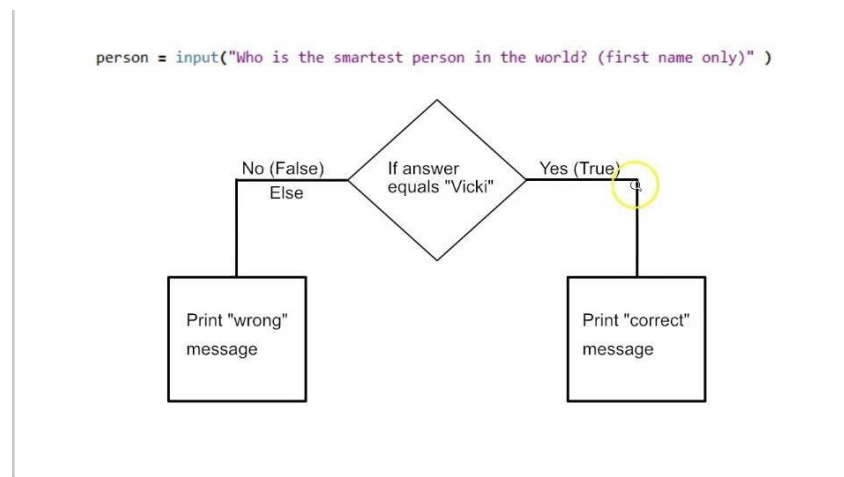 person = input("Who is the smartest person in the world? (first name only)" )
No (False)
Else
If answer
equals "Vicki"
Yes (True)
Print "wrong"
message
Print "correct"
message